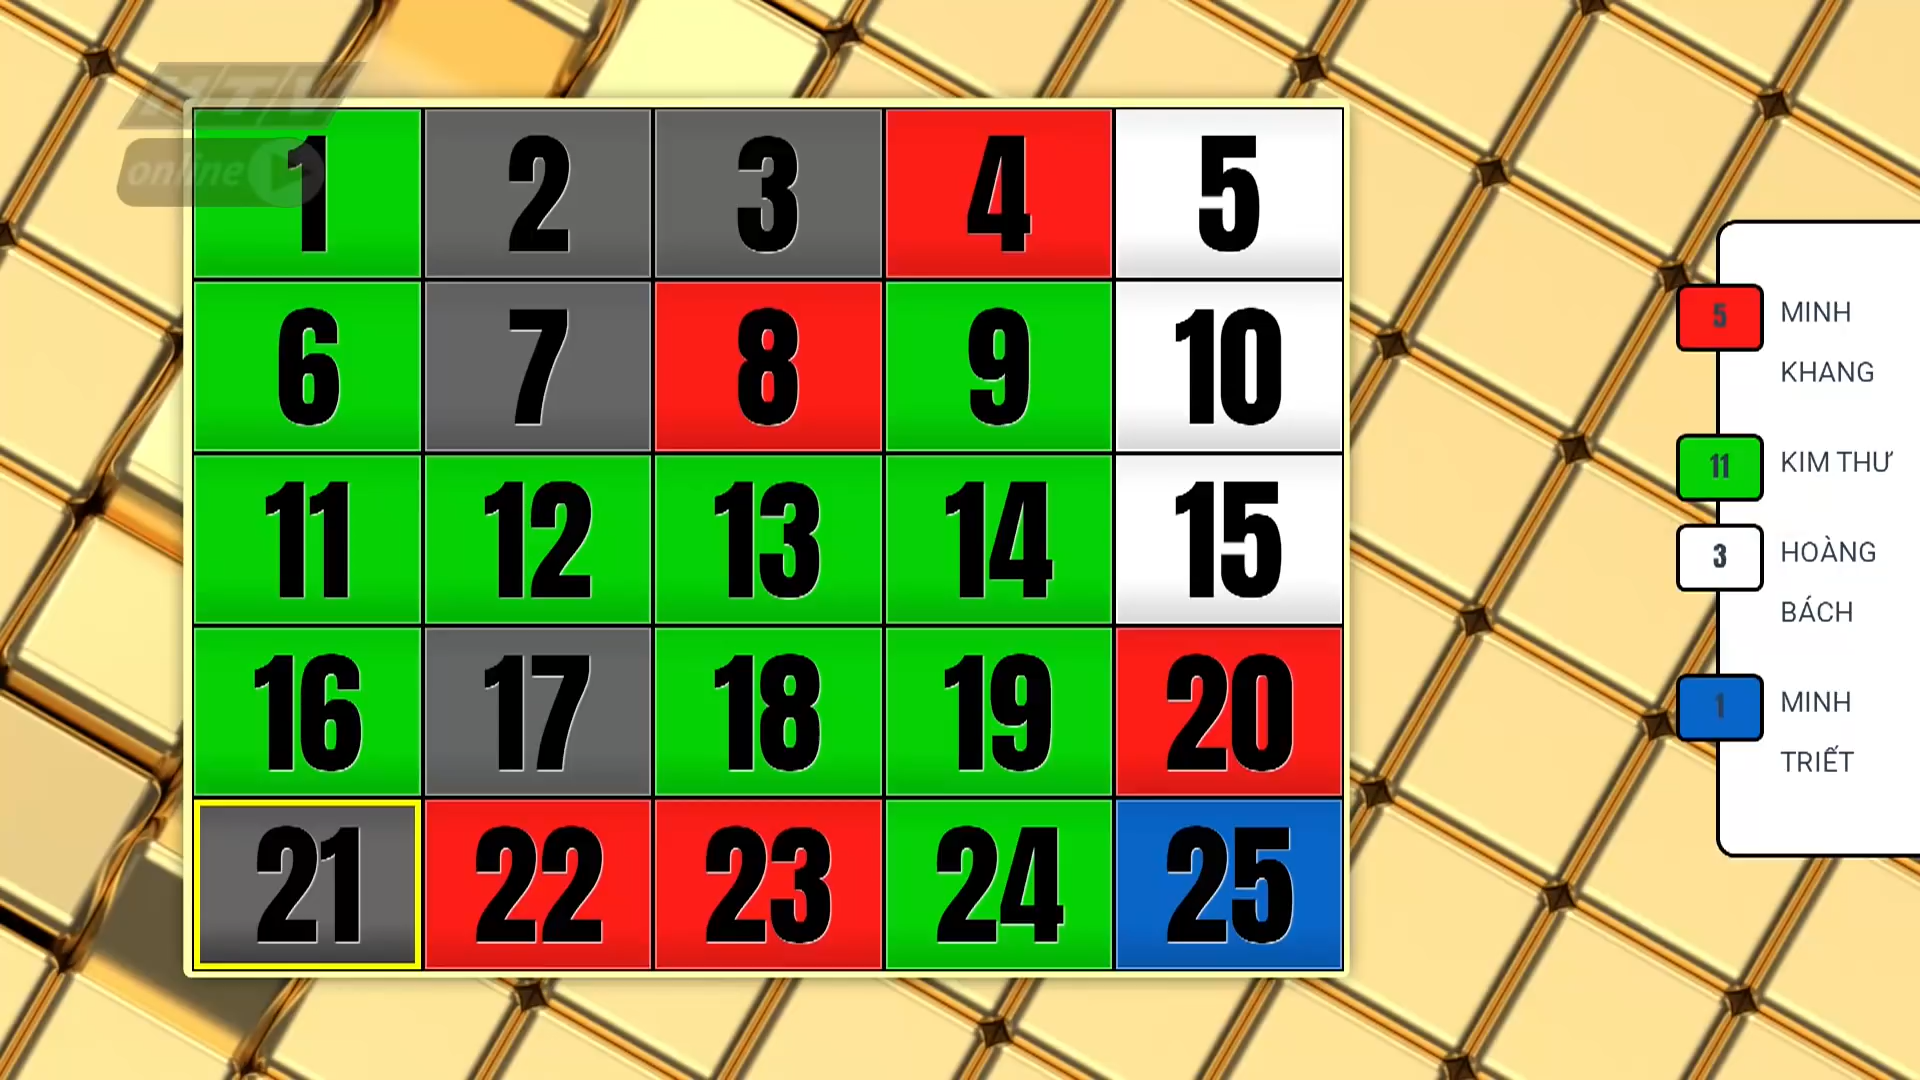 HTV
online
1 2 3 4 5
6 7 8 9 10
11 12 13 14 15
16 17 18 19 20
21 22 23 24 25
5 MINH
KHANG
11 KIM THƯ
3 HOÀNG
BÁCH
1 MINH
TRIẾT